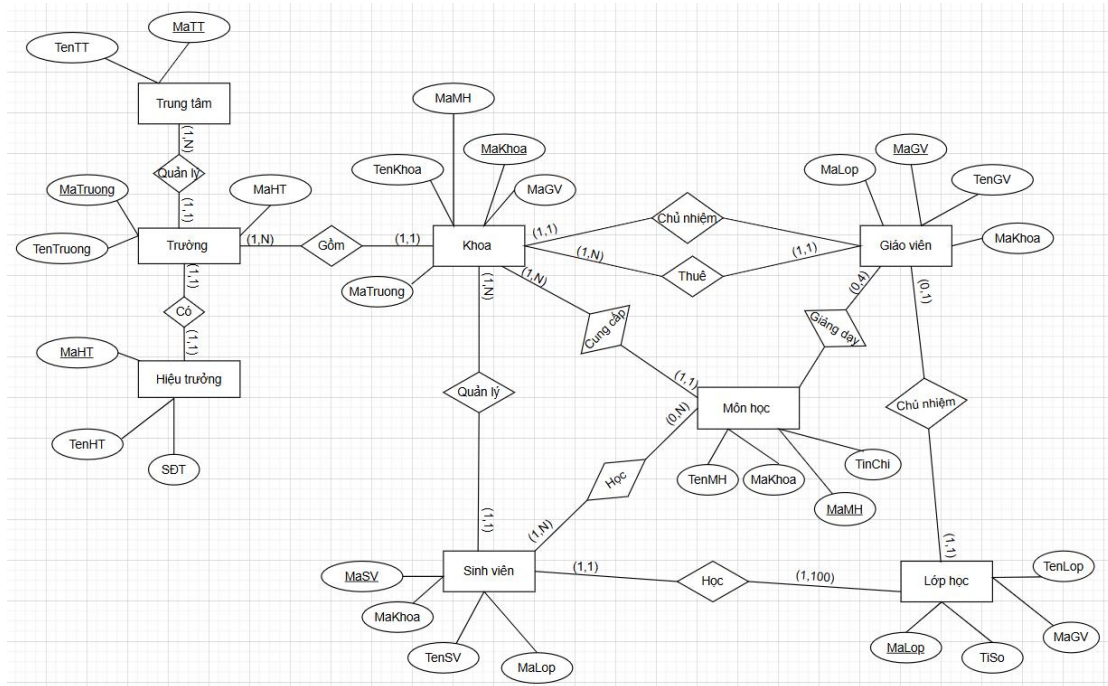 MaTT
TenTT
Trung tâm
(1,N)
Quản lý
(1,1)
MaTruong
MaHT
TenTruong
Trường
(1,N)
Gồm
(1,1)
(1,1)
Có
(1,1)
MaHT
Hiệu trưởng
TenHT
SĐT
MaMH
TenKhoa
MaKhoa
MaGV
Khoa
MaTruong
(1,1)
Chủ nhiệm
(1,N)
Thuê
(1,1)
MaLop
MaGV
TenGV
Giáo viên
MaKhoa
(1,N)
Quản lý
(1,1)
(1,N)
Cung cấp
(1,1)
(0,4)
Giảng dạy
(0,1)
Chủ nhiệm
(1,1)
Môn học
TenMH
MaKhoa
MaMH
TinChi
(0,N)
Học
(1,N)
MaSV
Sinh viên
MaKhoa
TenSV
MaLop
(1,1)
Học
(1,100)
Lớp học
TenLop
MaGV
MaLop
TiSo